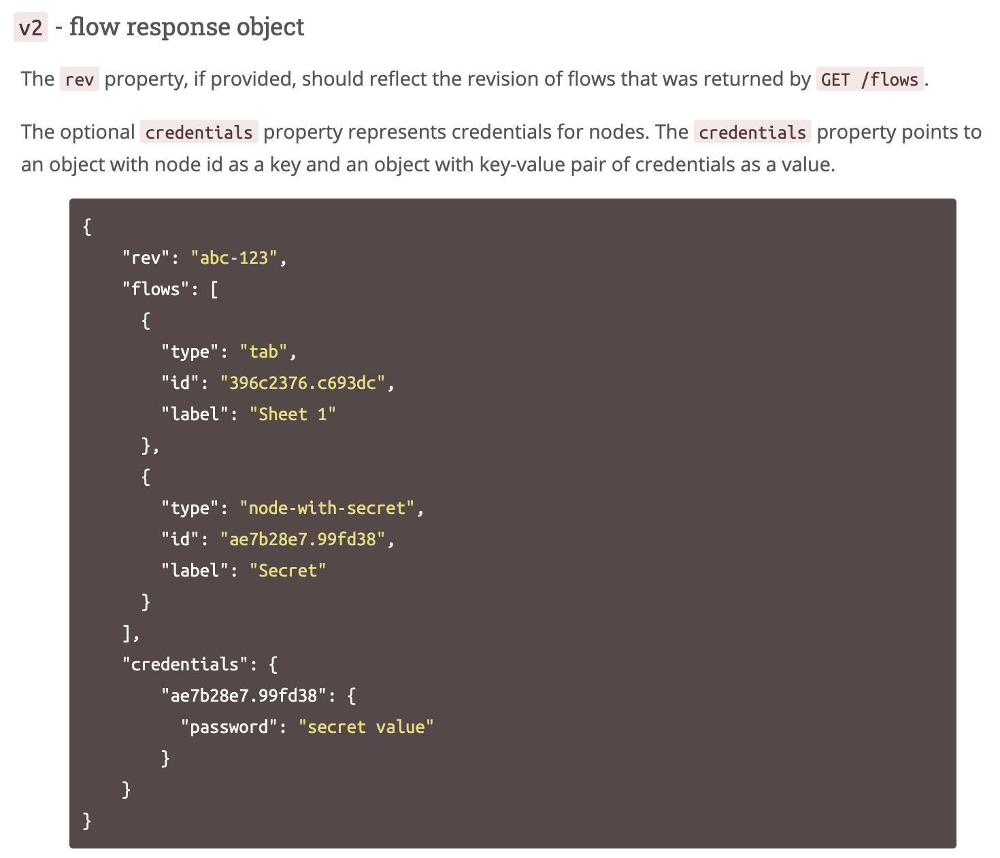 v2 - flow response object
The rev property, if provided, should reflect the revision of flows that was returned by GET /flows.
The optional credentials property represents credentials for nodes. The credentials property points to
an object with node id as a key and an object with key-value pair of credentials as a value.
{
    "rev": "abc-123",
    "flows": [
      {
        "type": "tab",
        "id": "396c2376.c693dc",
        "label": "Sheet 1"
      },
      {
        "type": "node-with-secret",
        "id": "ae7b28e7.99fd38",
        "label": "Secret"
      }
    ],
    "credentials": {
        "ae7b28e7.99fd38": {
          "password": "secret value"
        }
    }
}